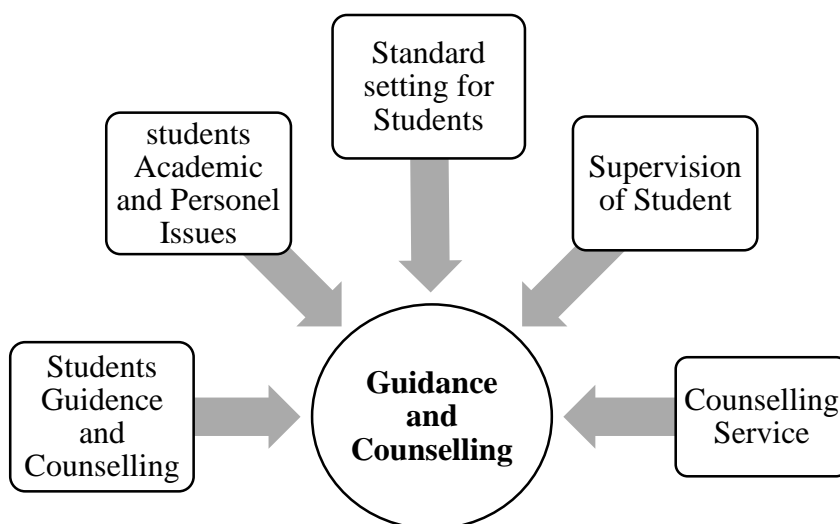 Standard
setting for
Students
students
Academic
and Personel
Issues
Supervision
of Student
Students
Guidence
and
Counselling
Guidance
and
Counselling
Counselling
Service